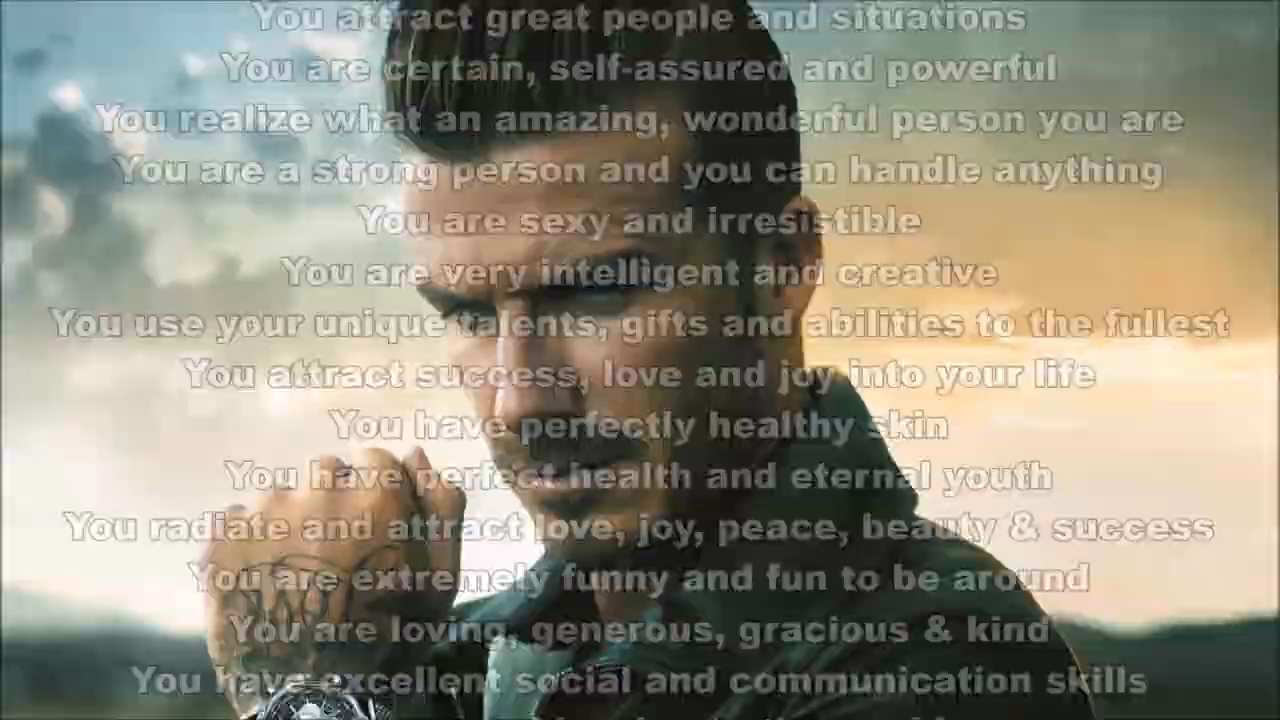 You attract great people and situations
You are certain, self-assured and powerful
You realize what an amazing, wonderful person you are
You are a strong person and you can handle anything
You are sexy and irresistible
You are very intelligent and creative
You use your unique talents, gifts and abilities to the fullest
You attract success, love and joy into your life
You have perfectly healthy skin
You have perfect health and eternal youth
You radiate and attract love, joy, peace, beauty & success
You are extremely funny and fun to be around
You are loving, generous, gracious & kind
You have excellent social and communication skills